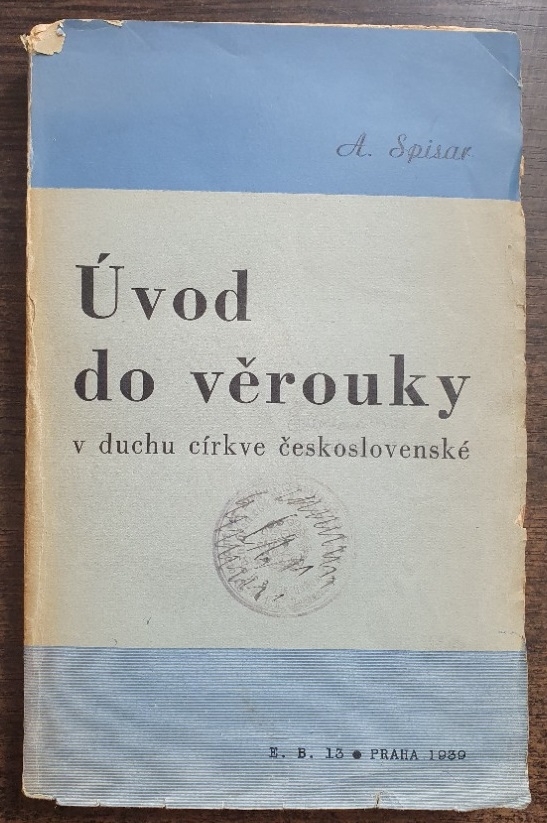 A. Spisar
Úvod
do věrouky
v duchu církve československé
E. B. 13 ● PRAHA 1939